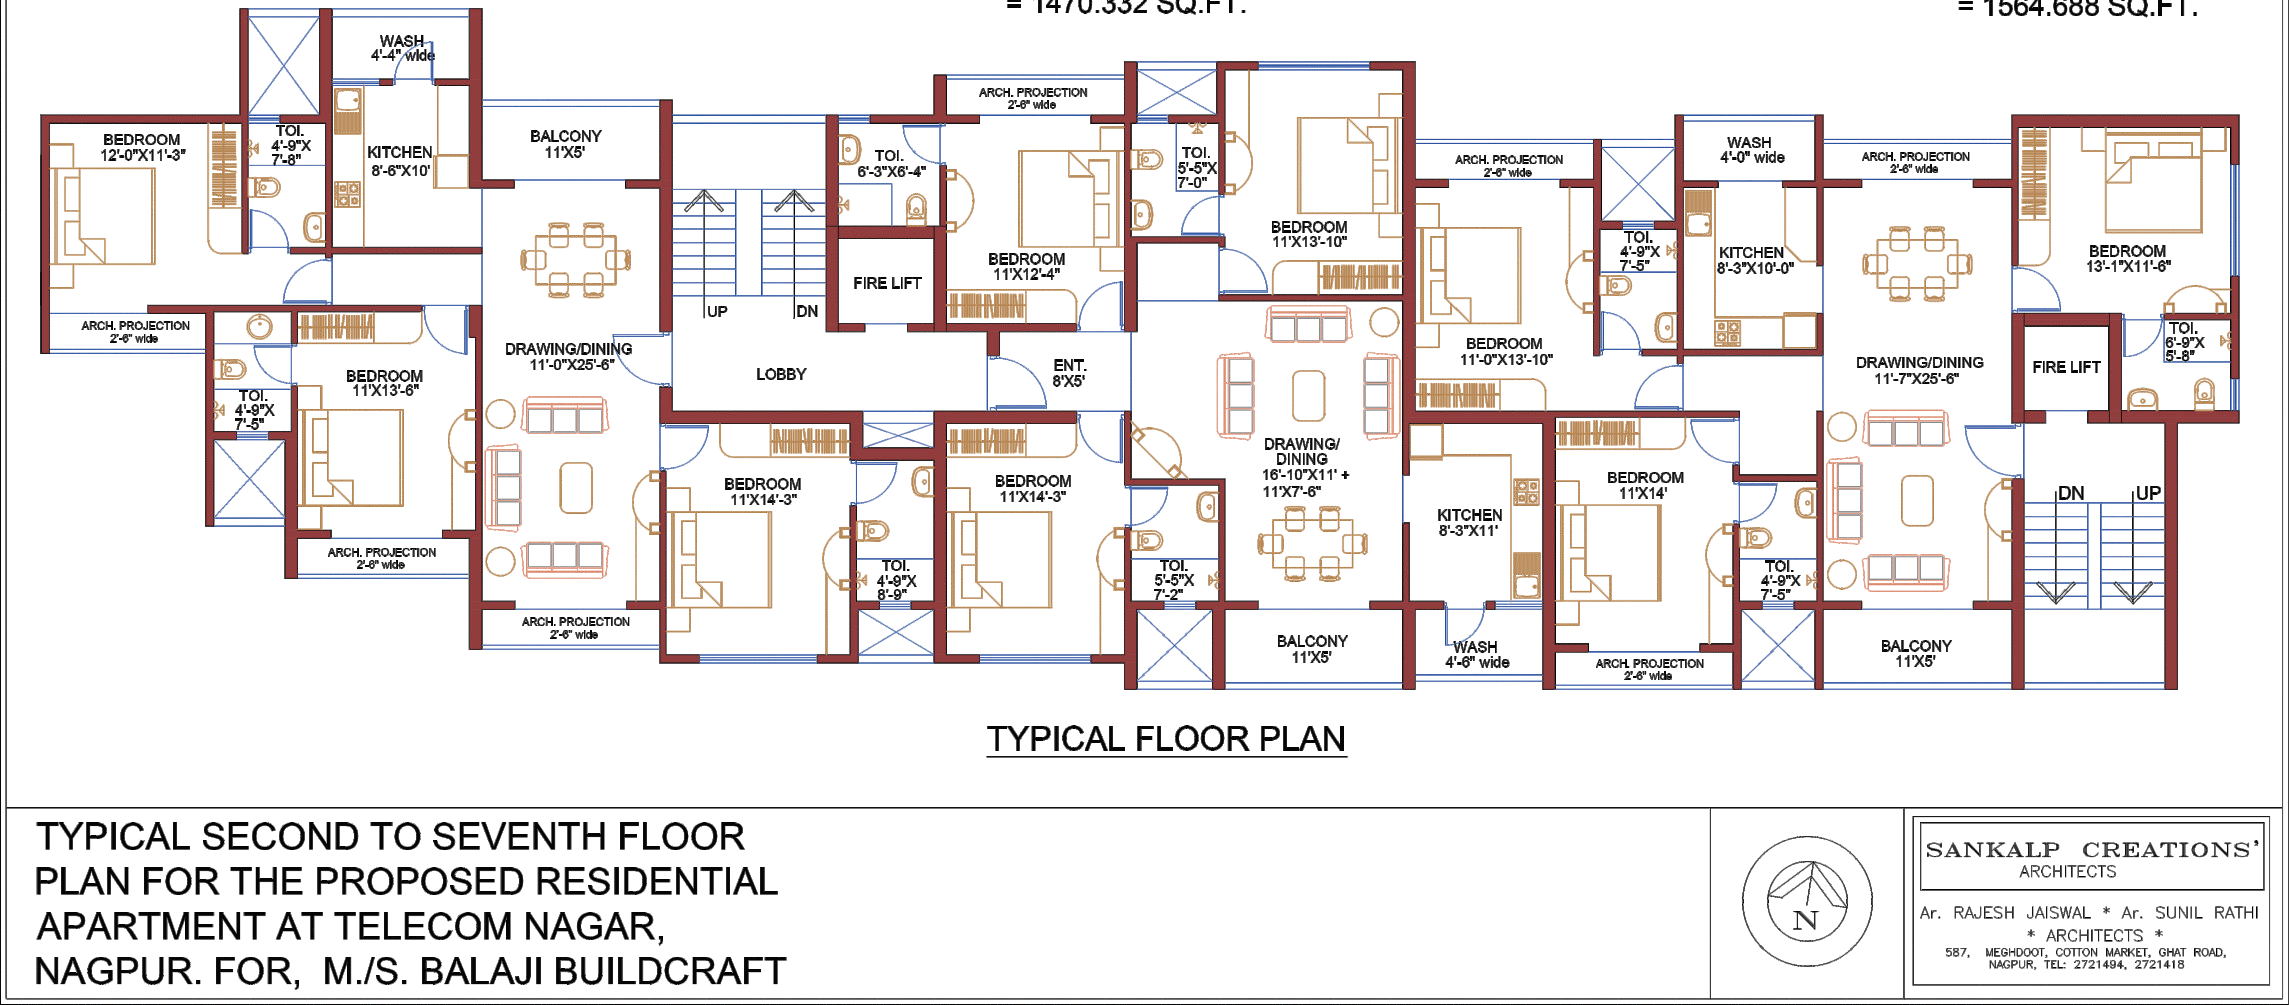 = 1470.332 SQ.FT.
= 1564.688 SQ.FT.
WASH
4'-4" wide
BEDROOM
12'-0"X11'-3"
TOI.
4'-9"X
7'-8"
KITCHEN
8'-6"X10'
BALCONY
11'X5'
ARCH. PROJECTION
2'-6" wide
TOI.
4'-9"X
7'-5"
BEDROOM
11'X13'-6"
ARCH. PROJECTION
2'-6" wide
DRAWING/DINING
11'-0"X25'-6"
ARCH. PROJECTION
2'-6" wide
UP
DN
LOBBY
BEDROOM
11'X14'-3"
TOI.
4'-9"X
8'-9"
TOI.
6'-3"X6'-4"
FIRE LIFT
ARCH. PROJECTION
2'-6" wide
BEDROOM
11'X12'-4"
ENT.
8'X5'
BEDROOM
11'X14'-3"
TOI.
5'-5"X
7'-2"
TOI.
5'-5"X
7'-0"
BEDROOM
11'X13'-10"
DRAWING/
DINING
16'-10"X11' +
11'X7'-6"
BALCONY
11'X5'
KITCHEN
8'-3"X11'
WASH
4'-6" wide
ARCH. PROJECTION
2'-6" wide
BEDROOM
11'-0"X13'-10"
TOI.
4'-9"X
7'-5"
WASH
4'-0" wide
KITCHEN
8'-3"X10'-0"
BEDROOM
11'X14'
ARCH. PROJECTION
2'-6" wide
TOI.
4'-9"X
7'-5"
ARCH. PROJECTION
2'-6" wide
DRAWING/DINING
11'-7"X25'-6"
BALCONY
11'X5'
BEDROOM
13'-1"X11'-6"
FIRE LIFT
TOI.
6'-9"X
5'-8"
DN
UP
TYPICAL FLOOR PLAN
TYPICAL SECOND TO SEVENTH FLOOR
PLAN FOR THE PROPOSED RESIDENTIAL
APARTMENT AT TELECOM NAGAR,
NAGPUR. FOR, M./S. BALAJI BUILDCRAFT
N
SANKALP CREATIONS'
ARCHITECTS
Ar. RAJESH JAISWAL * Ar. SUNIL RATHI
* ARCHITECTS *
587, MEGHDOOT, COTTON MARKET, GHAT ROAD,
NAGPUR, TEL: 2721494, 2721418